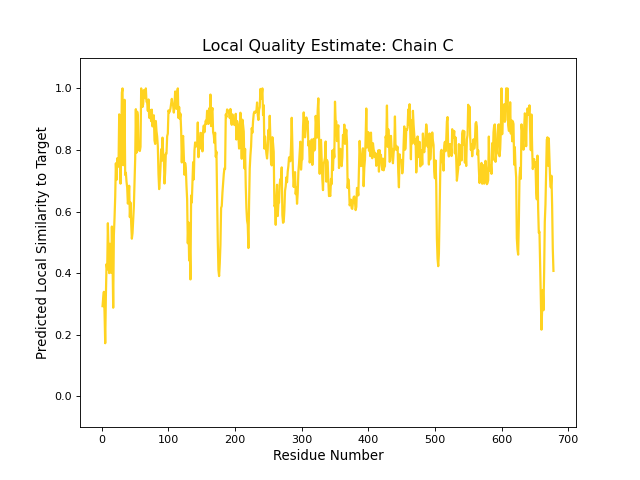 Local Quality Estimate: Chain C
Predicted Local Similarity to Target
1.0
0.8
0.6
0.4
0.2
0.0
0 100 200 300 400 500 600 700
Residue Number